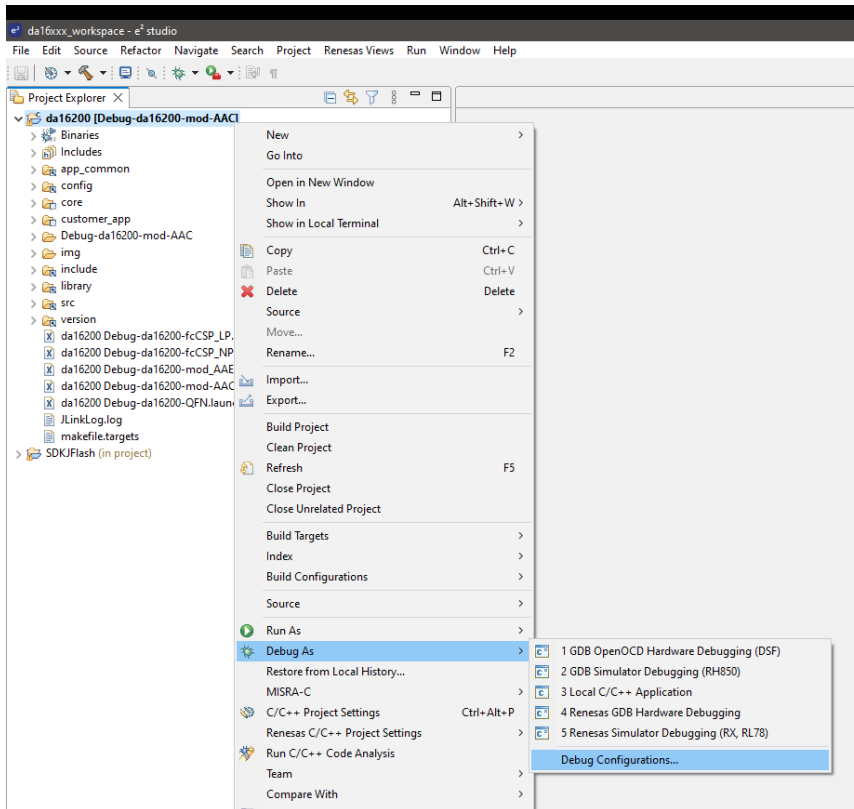 da16xxx_workspace - e² studio
File Edit Source Refactor Navigate Search Project Renesas Views Run Window Help
Project Explorer
da16200 [Debug-da16200-mod-AAC]
Binaries
Includes
app_common
config
core
customer_app
Debug-da16200-mod-AAC
img
include
library
src
version
da16200 Debug-da16200-fcCSP_LP.
da16200 Debug-da16200-fcCSP_NP
da16200 Debug-da16200-mod_AAE
da16200 Debug-da16200-mod-AAC
da16200 Debug-da16200-QFN.laun
JLinkLog.log
makefile.targets
SDKJFlash (in project)
New
Go Into
Open in New Window
Show In Alt+Shift+W >
Show in Local Terminal
Copy Ctrl+C
Paste Ctrl+V
Delete Delete
Source
Move...
Rename... F2
Import...
Export...
Build Project
Clean Project
Refresh F5
Close Project
Close Unrelated Project
Build Targets
Index
Build Configurations
Source
Run As
Debug As
Restore from Local History...
MISRA-C
C/C++ Project Settings Ctrl+Alt+P
Renesas C/C++ Project Settings
Run C/C++ Code Analysis
Team
Compare With
1 GDB OpenOCD Hardware Debugging (DSF)
2 GDB Simulator Debugging (RH850)
3 Local C/C++ Application
4 Renesas GDB Hardware Debugging
5 Renesas Simulator Debugging (RX, RL78)
Debug Configurations...